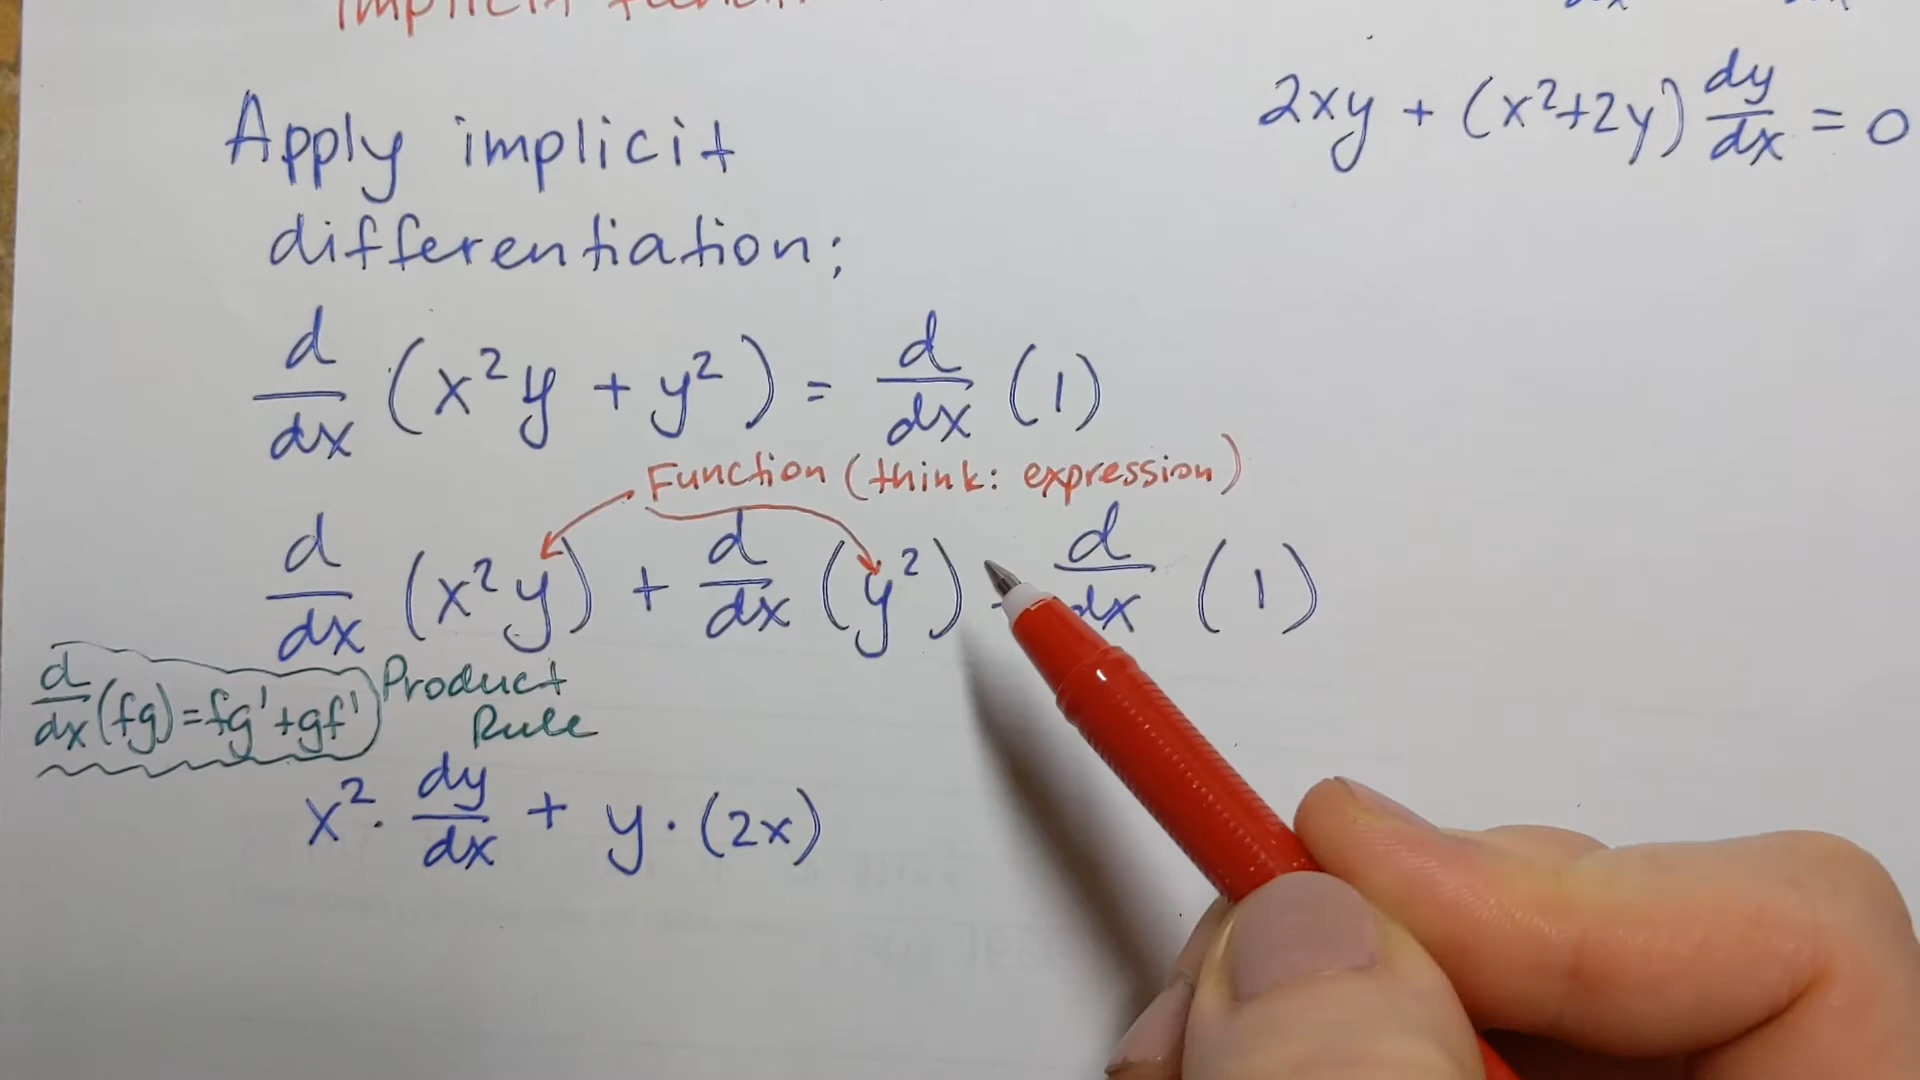 Apply implicit
differentiation:
d/dx (x²y + y²) = d/dx (1)
Function (think: expression)
d/dx (x²y) + d/dx (y²) = d/dx (1)
d/dx (fg) = fg' + gf' Product
Rule
x² · dy/dx + y · (2x)
2xy + (x²+2y) dy/dx = 0